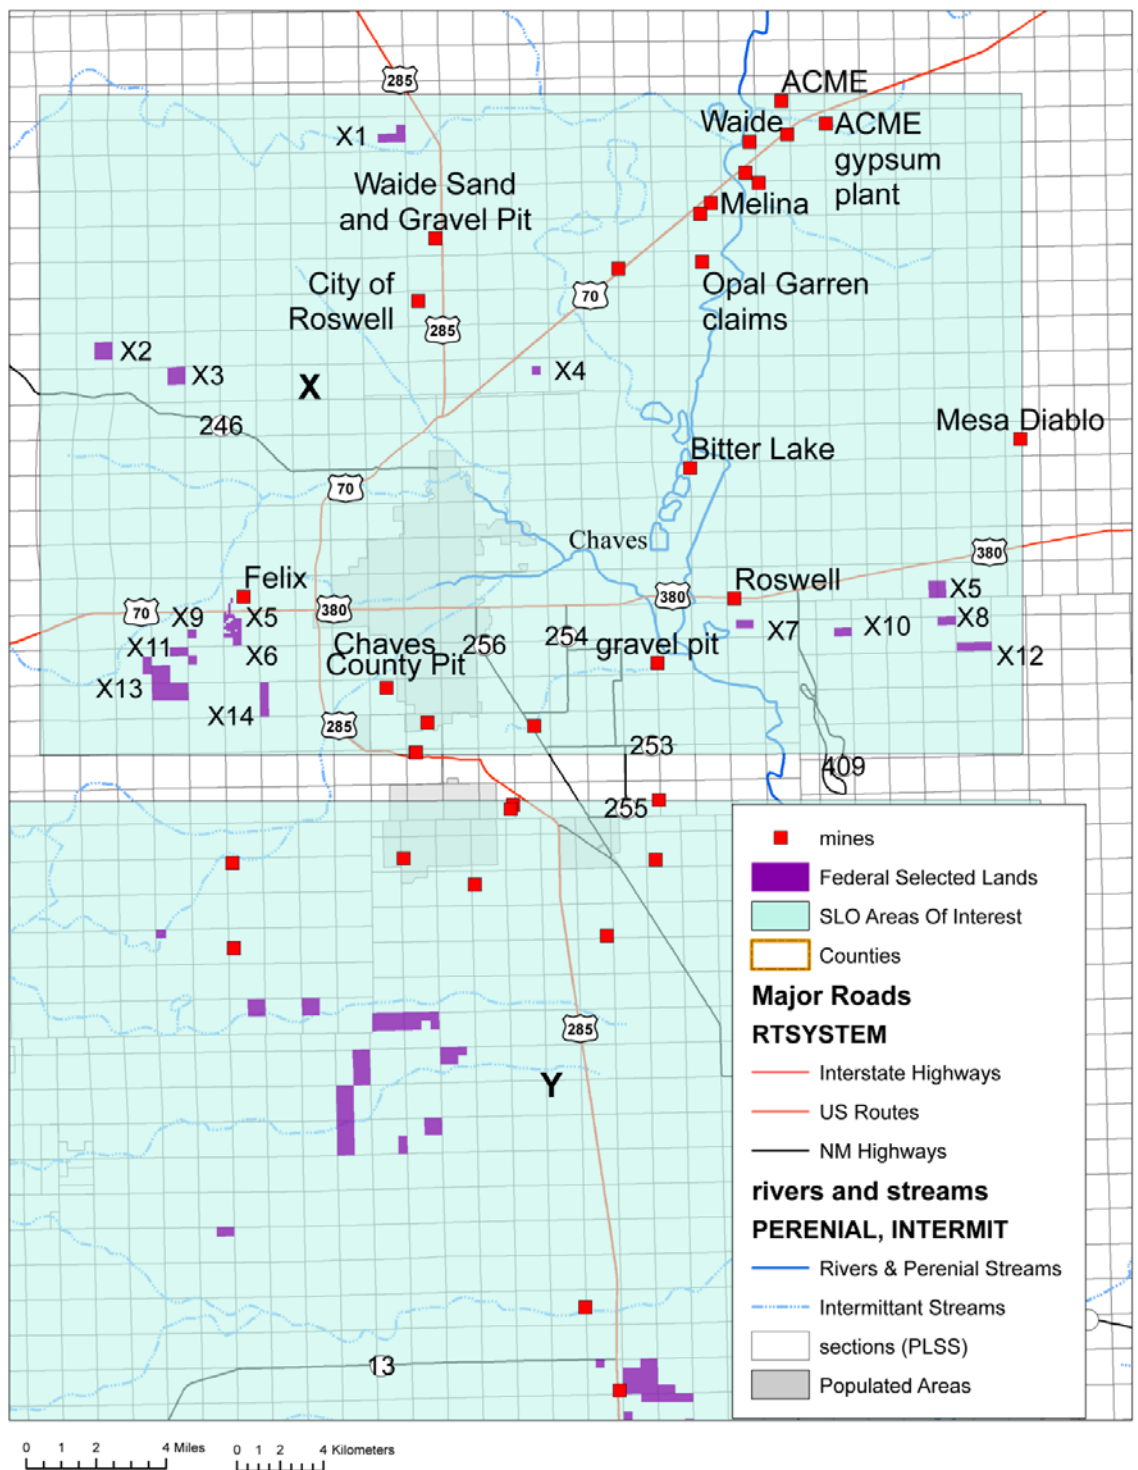 285
ACME
Waide
ACME
gypsum
plant
X1
Waide Sand
and Gravel Pit
Melina
City of
Roswell
70
Opal Garren
claims
285
X2
X3
X
X4
246
Mesa Diablo
Bitter Lake
70
Chaves
380
Felix
Roswell
X5
70
X9
X5
380
380
X8
X7
X10
X11
X6
Chaves
County Pit
256
254
gravel pit
X12
X13
X14
285
253
409
255
285
Y
13
mines
Federal Selected Lands
SLO Areas Of Interest
Counties
Major Roads
RTSYSTEM
Interstate Highways
US Routes
NM Highways
rivers and streams
PERENIAL, INTERMIT
Rivers & Perenial Streams
Intermittant Streams
sections (PLSS)
Populated Areas
0 1 2 4 Miles
0 1 2 4 Kilometers